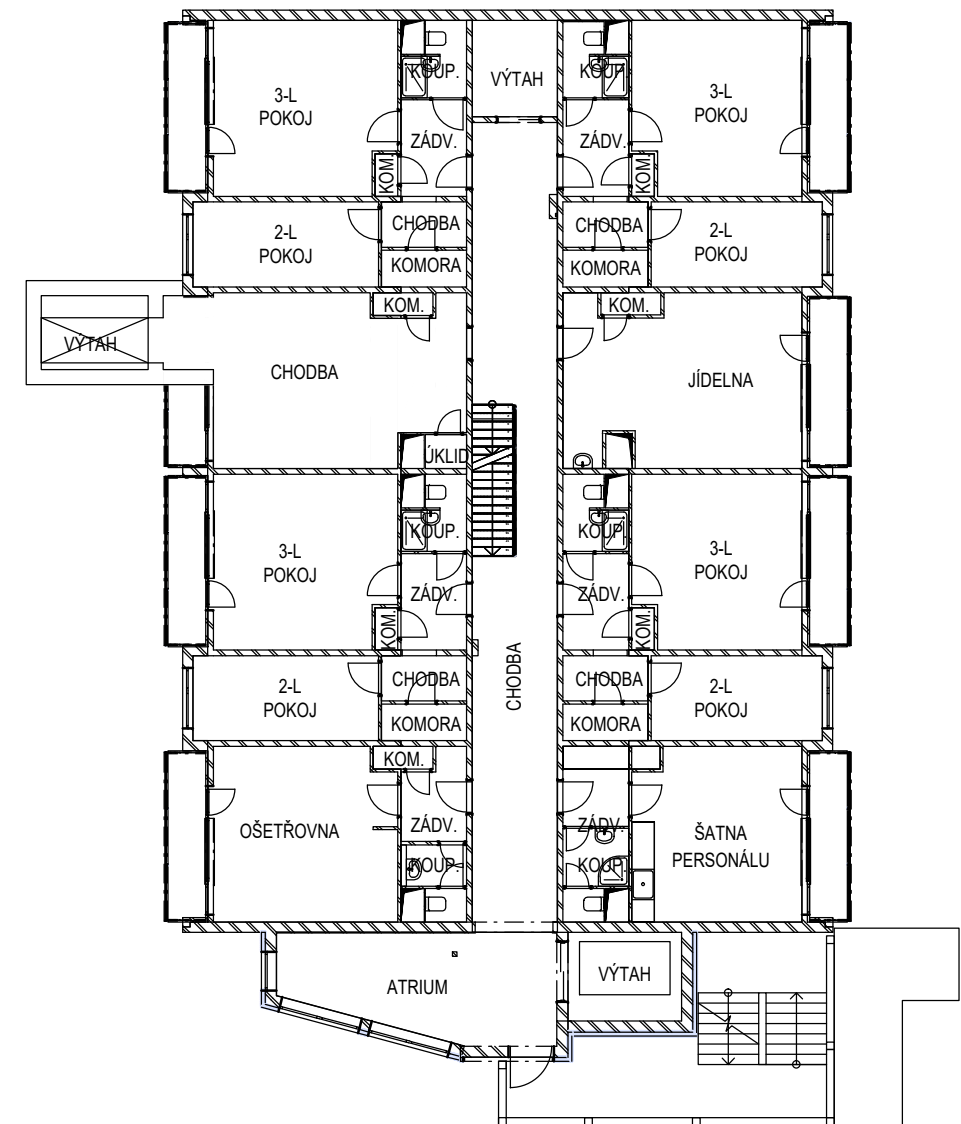 VÝTAH
KOUP.
KOUP.
3-L
POKOJ
3-L
POKOJ
ZÁDV.
ZÁDV.
KOM.
KOM.
CHODBA
CHODBA
2-L
POKOJ
2-L
POKOJ
KOMORA
KOMORA
KOM.
KOM.
VÝTAH
CHODBA
JÍDELNA
ÚKLID
KOUP.
KOUP.
3-L
POKOJ
3-L
POKOJ
ZÁDV.
ZÁDV.
KOM.
KOM.
CHODBA
CHODBA
CHODBA
2-L
POKOJ
2-L
POKOJ
KOMORA
KOMORA
KOM.
OŠETŘOVNA
ZÁDV.
ZÁDV.
ŠATNA
PERSONÁLU
KOUP.
KOUP.
ATRIUM
VÝTAH